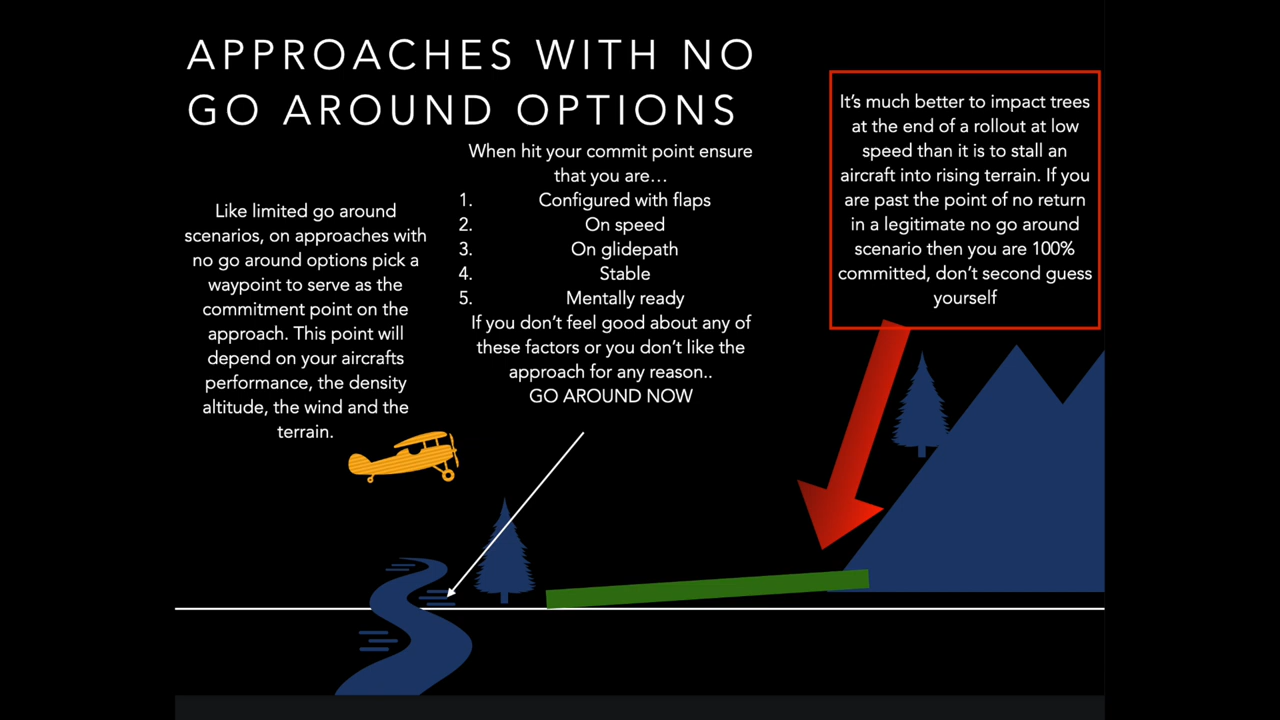 APPROACHES WITH NO
GO AROUND OPTIONS
Like limited go around
scenarios, on approaches with
no go around options pick a
waypoint to serve as the
commitment point on the
approach. This point will
depend on your aircrafts
performance, the density
altitude, the wind and the
terrain.
When hit your commit point ensure
that you are…
1. Configured with flaps
2. On speed
3. On glidepath
4. Stable
5. Mentally ready
If you don't feel good about any of
these factors or you don't like the
approach for any reason..
GO AROUND NOW
It's much better to impact trees
at the end of a rollout at low
speed than it is to stall an
aircraft into rising terrain. If you
are past the point of no return
in a legitimate no go around
scenario then you are 100%
committed, don't second guess
yourself